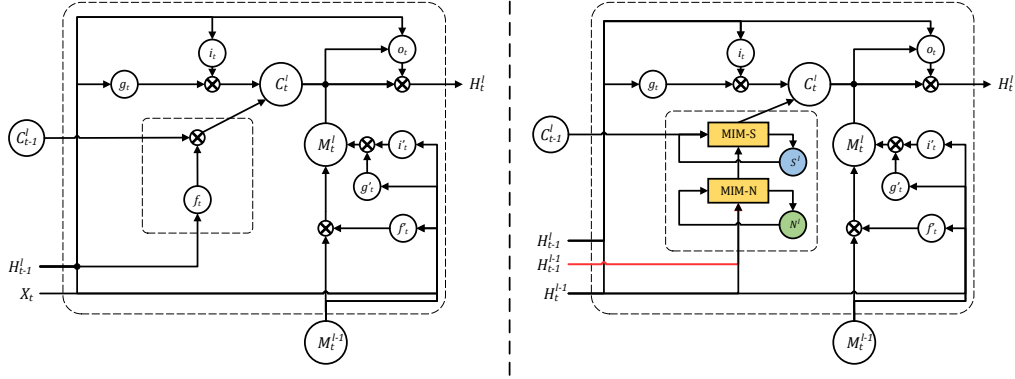 i_t
o_t
g_t
C_t^l
H_t^l
C_{t-1}^l
M_t^l
i'_t
g'_t
f_t
f'_t
H_{t-1}^l
X_t
M_t^{l-1}
i_t
o_t
g_t
C_t^l
H_t^l
C_{t-1}^l
MIM-S
S^l
M_t^l
i'_t
g'_t
MIM-N
N^l
f'_t
H_{t-1}^l
H_{t-1}^{l-1}
H_t^{l-1}
M_t^{l-1}